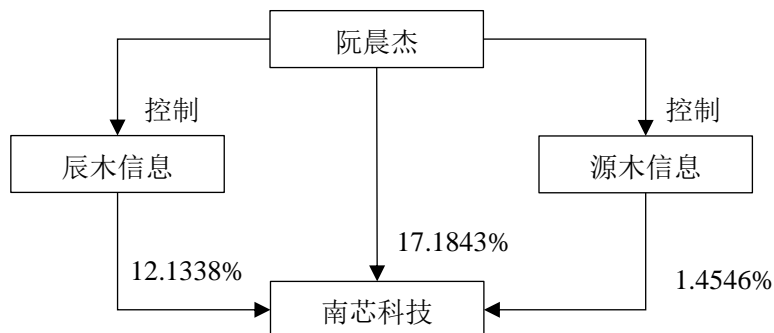 阮晨杰
控制
控制
辰木信息
源木信息
17.1843%
12.1338%
1.4546%
南芯科技